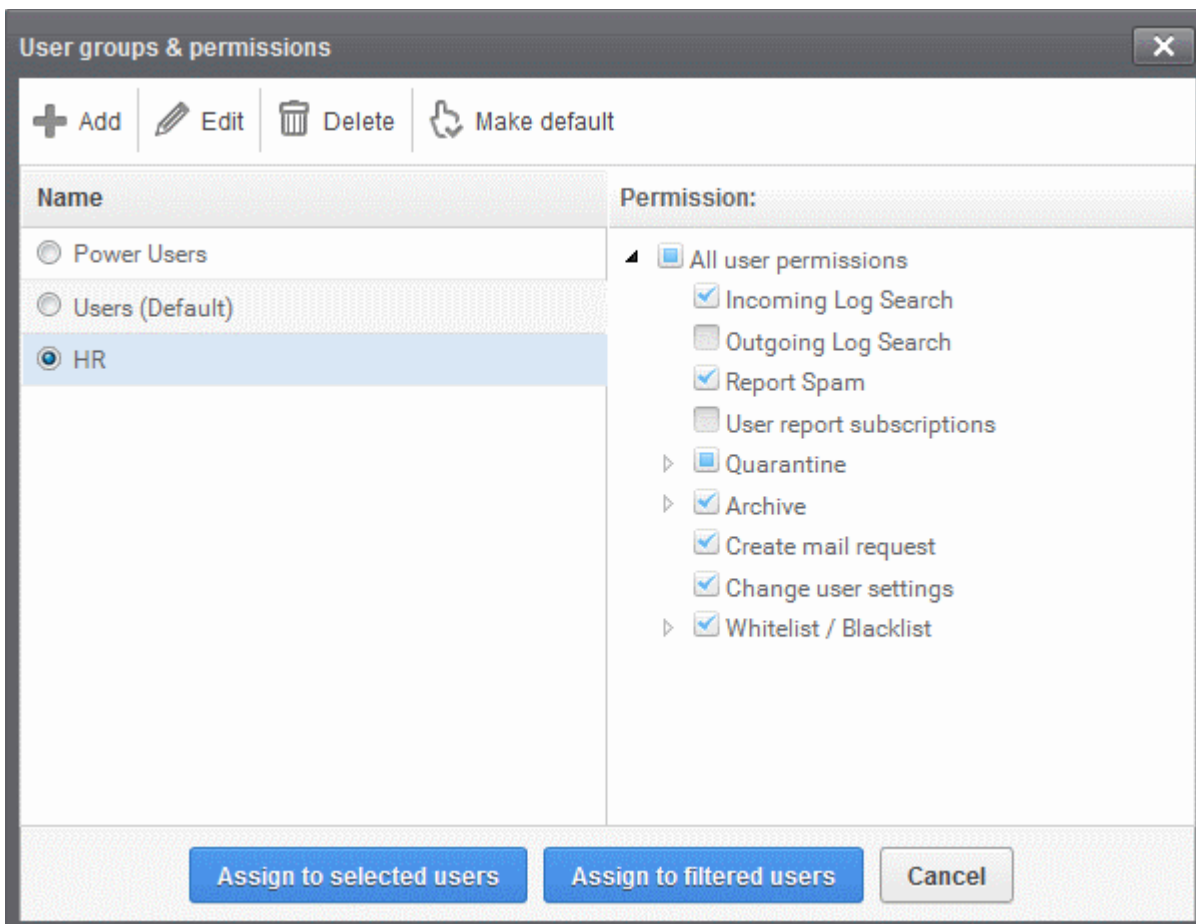 User groups & permissions
Add Edit Delete Make default
Name Permission:
Power Users
Users (Default)
HR
All user permissions
Incoming Log Search
Outgoing Log Search
Report Spam
User report subscriptions
Quarantine
Archive
Create mail request
Change user settings
Whitelist / Blacklist
Assign to selected users Assign to filtered users Cancel